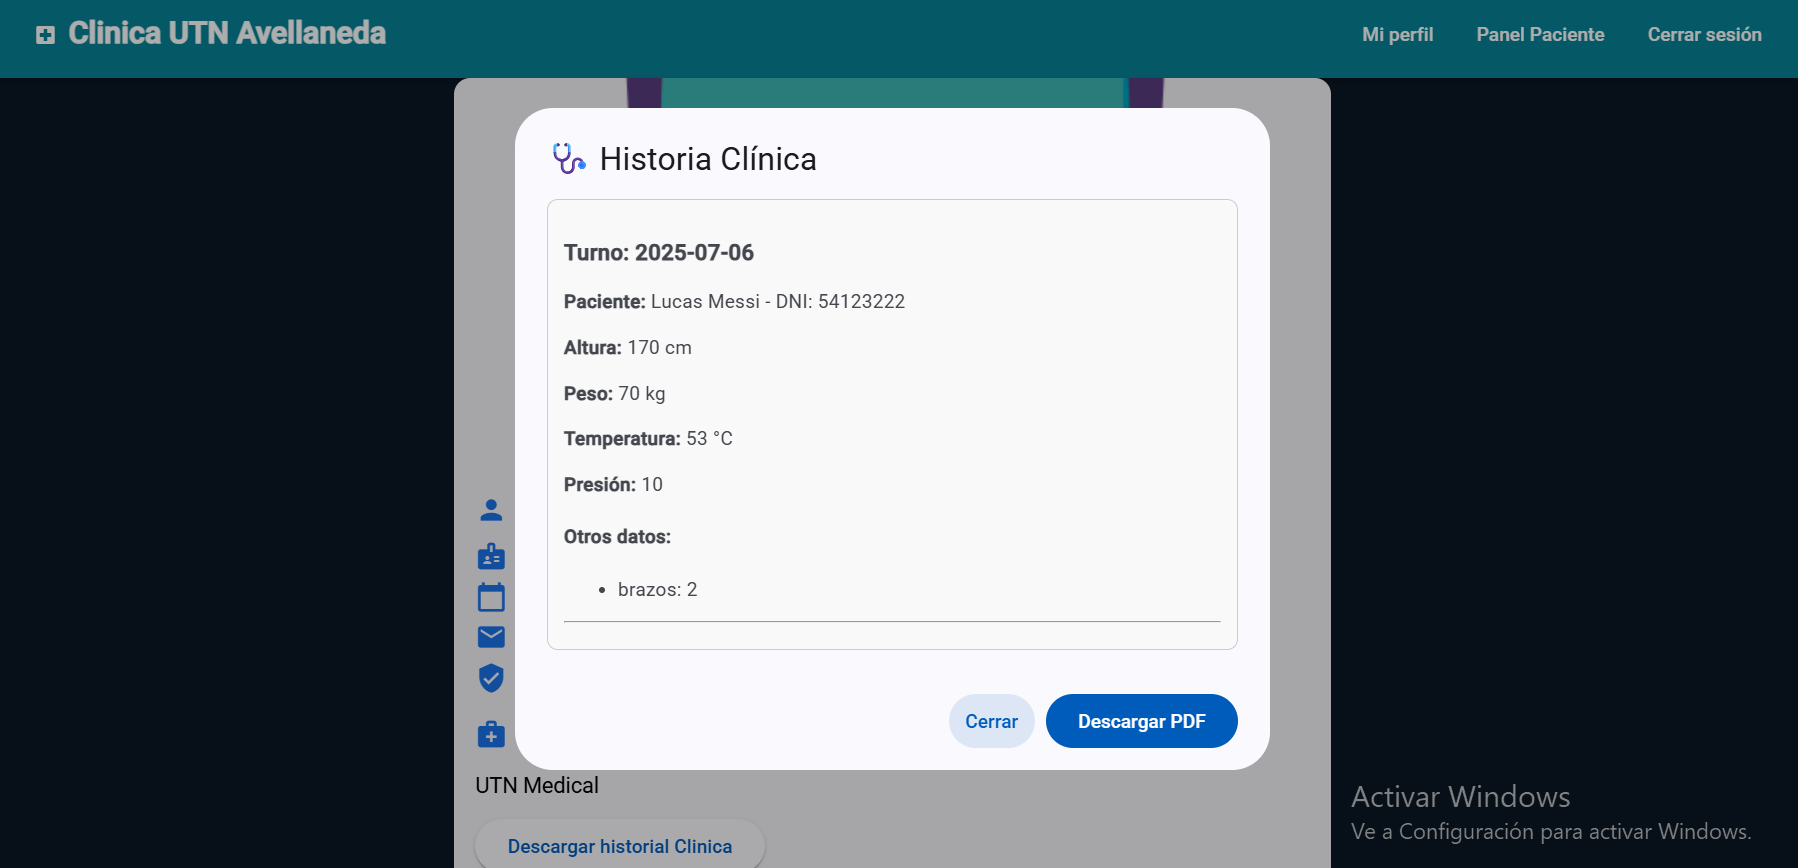 Clinica UTN Avellaneda
Mi perfil
Panel Paciente
Cerrar sesión
Historia Clínica
Turno: 2025-07-06
Paciente: Lucas Messi - DNI: 54123222
Altura: 170 cm
Peso: 70 kg
Temperatura: 53 °C
Presión: 10
Otros datos:
• brazos: 2
Cerrar
Descargar PDF
UTN Medical
Descargar historial Clinica
Activar Windows
Ve a Configuración para activar Windows.